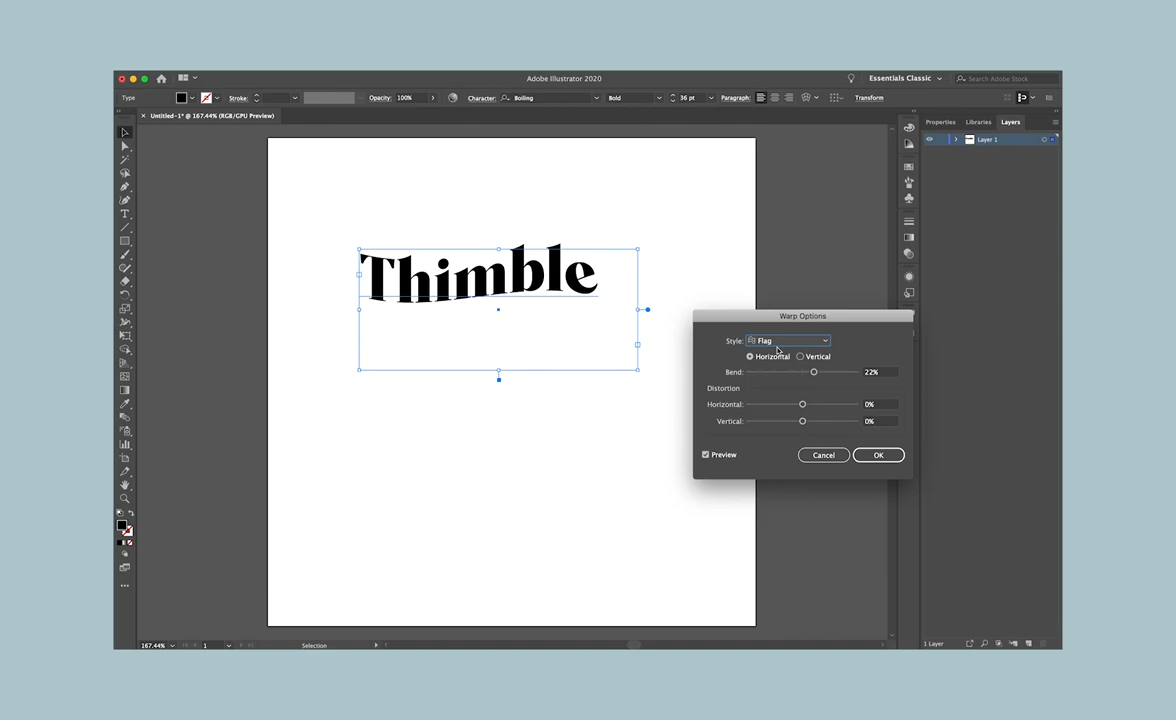 Adobe Illustrator 2020
Essentials Classic
Search Adobe Stock
Type
Stroke:
Opacity: 100%
Character: Boiling
Bold
36 pt
Paragraph:
Transform
× Untitled-1* @ 167.44% (RGB/GPU Preview)
Properties
Libraries
Layers
Layer 1
Thimble
Warp Options
Style: Flag
Horizontal Vertical
Bend: 22%
Distortion
Horizontal: 0%
Vertical: 0%
Preview
Cancel
OK
167.44%
1
Selection
1 Layer